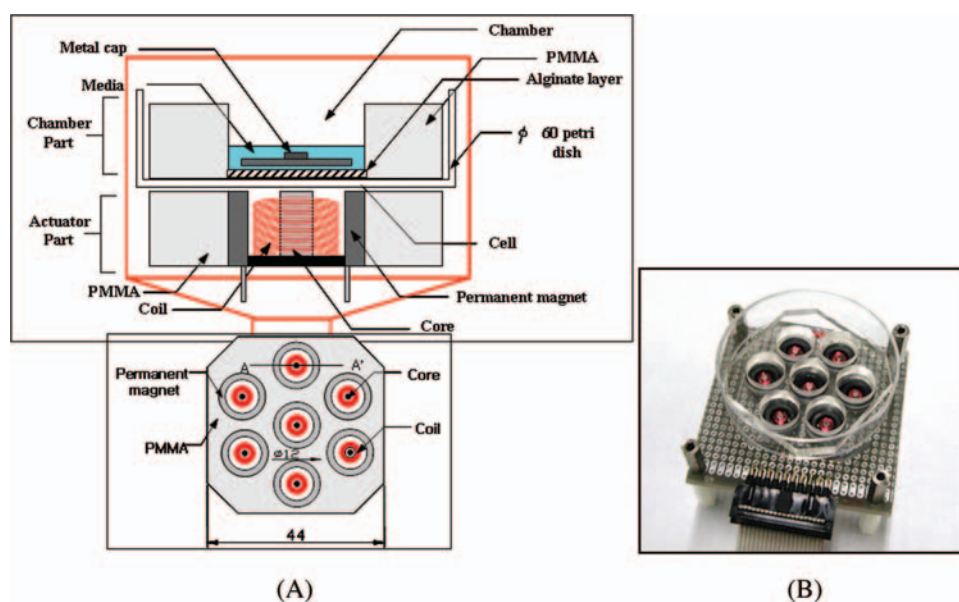 Chamber
Metal cap
PMMA
Alginate layer
Media
Chamber
Part
ϕ 60 petri
dish
Actuator
Part
Cell
PMMA
Permanent magnet
Coil
Core
Permanent
magnet
A
A'
Core
PMMA
Coil
ø12
44
(A)
(B)